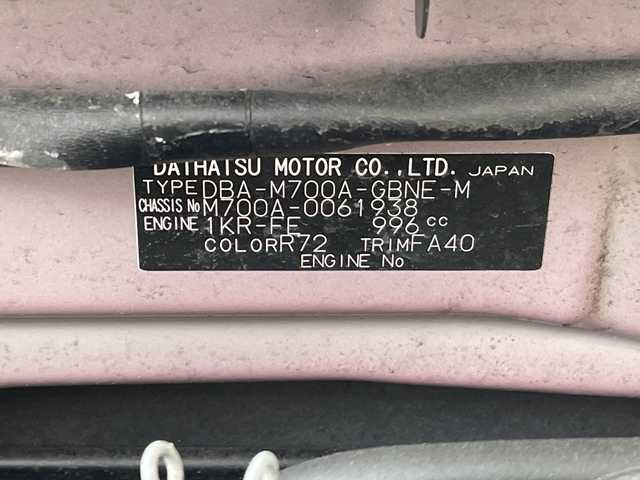 DAIHATSU MOTOR CO.,LTD. JAPAN
TYPE DBA-M700A-GBNE-M
CHASSIS No M700A-0061938
ENGINE 1KR-FE 996 cc
COLOR R72 TRIM FA40
ENGINE No